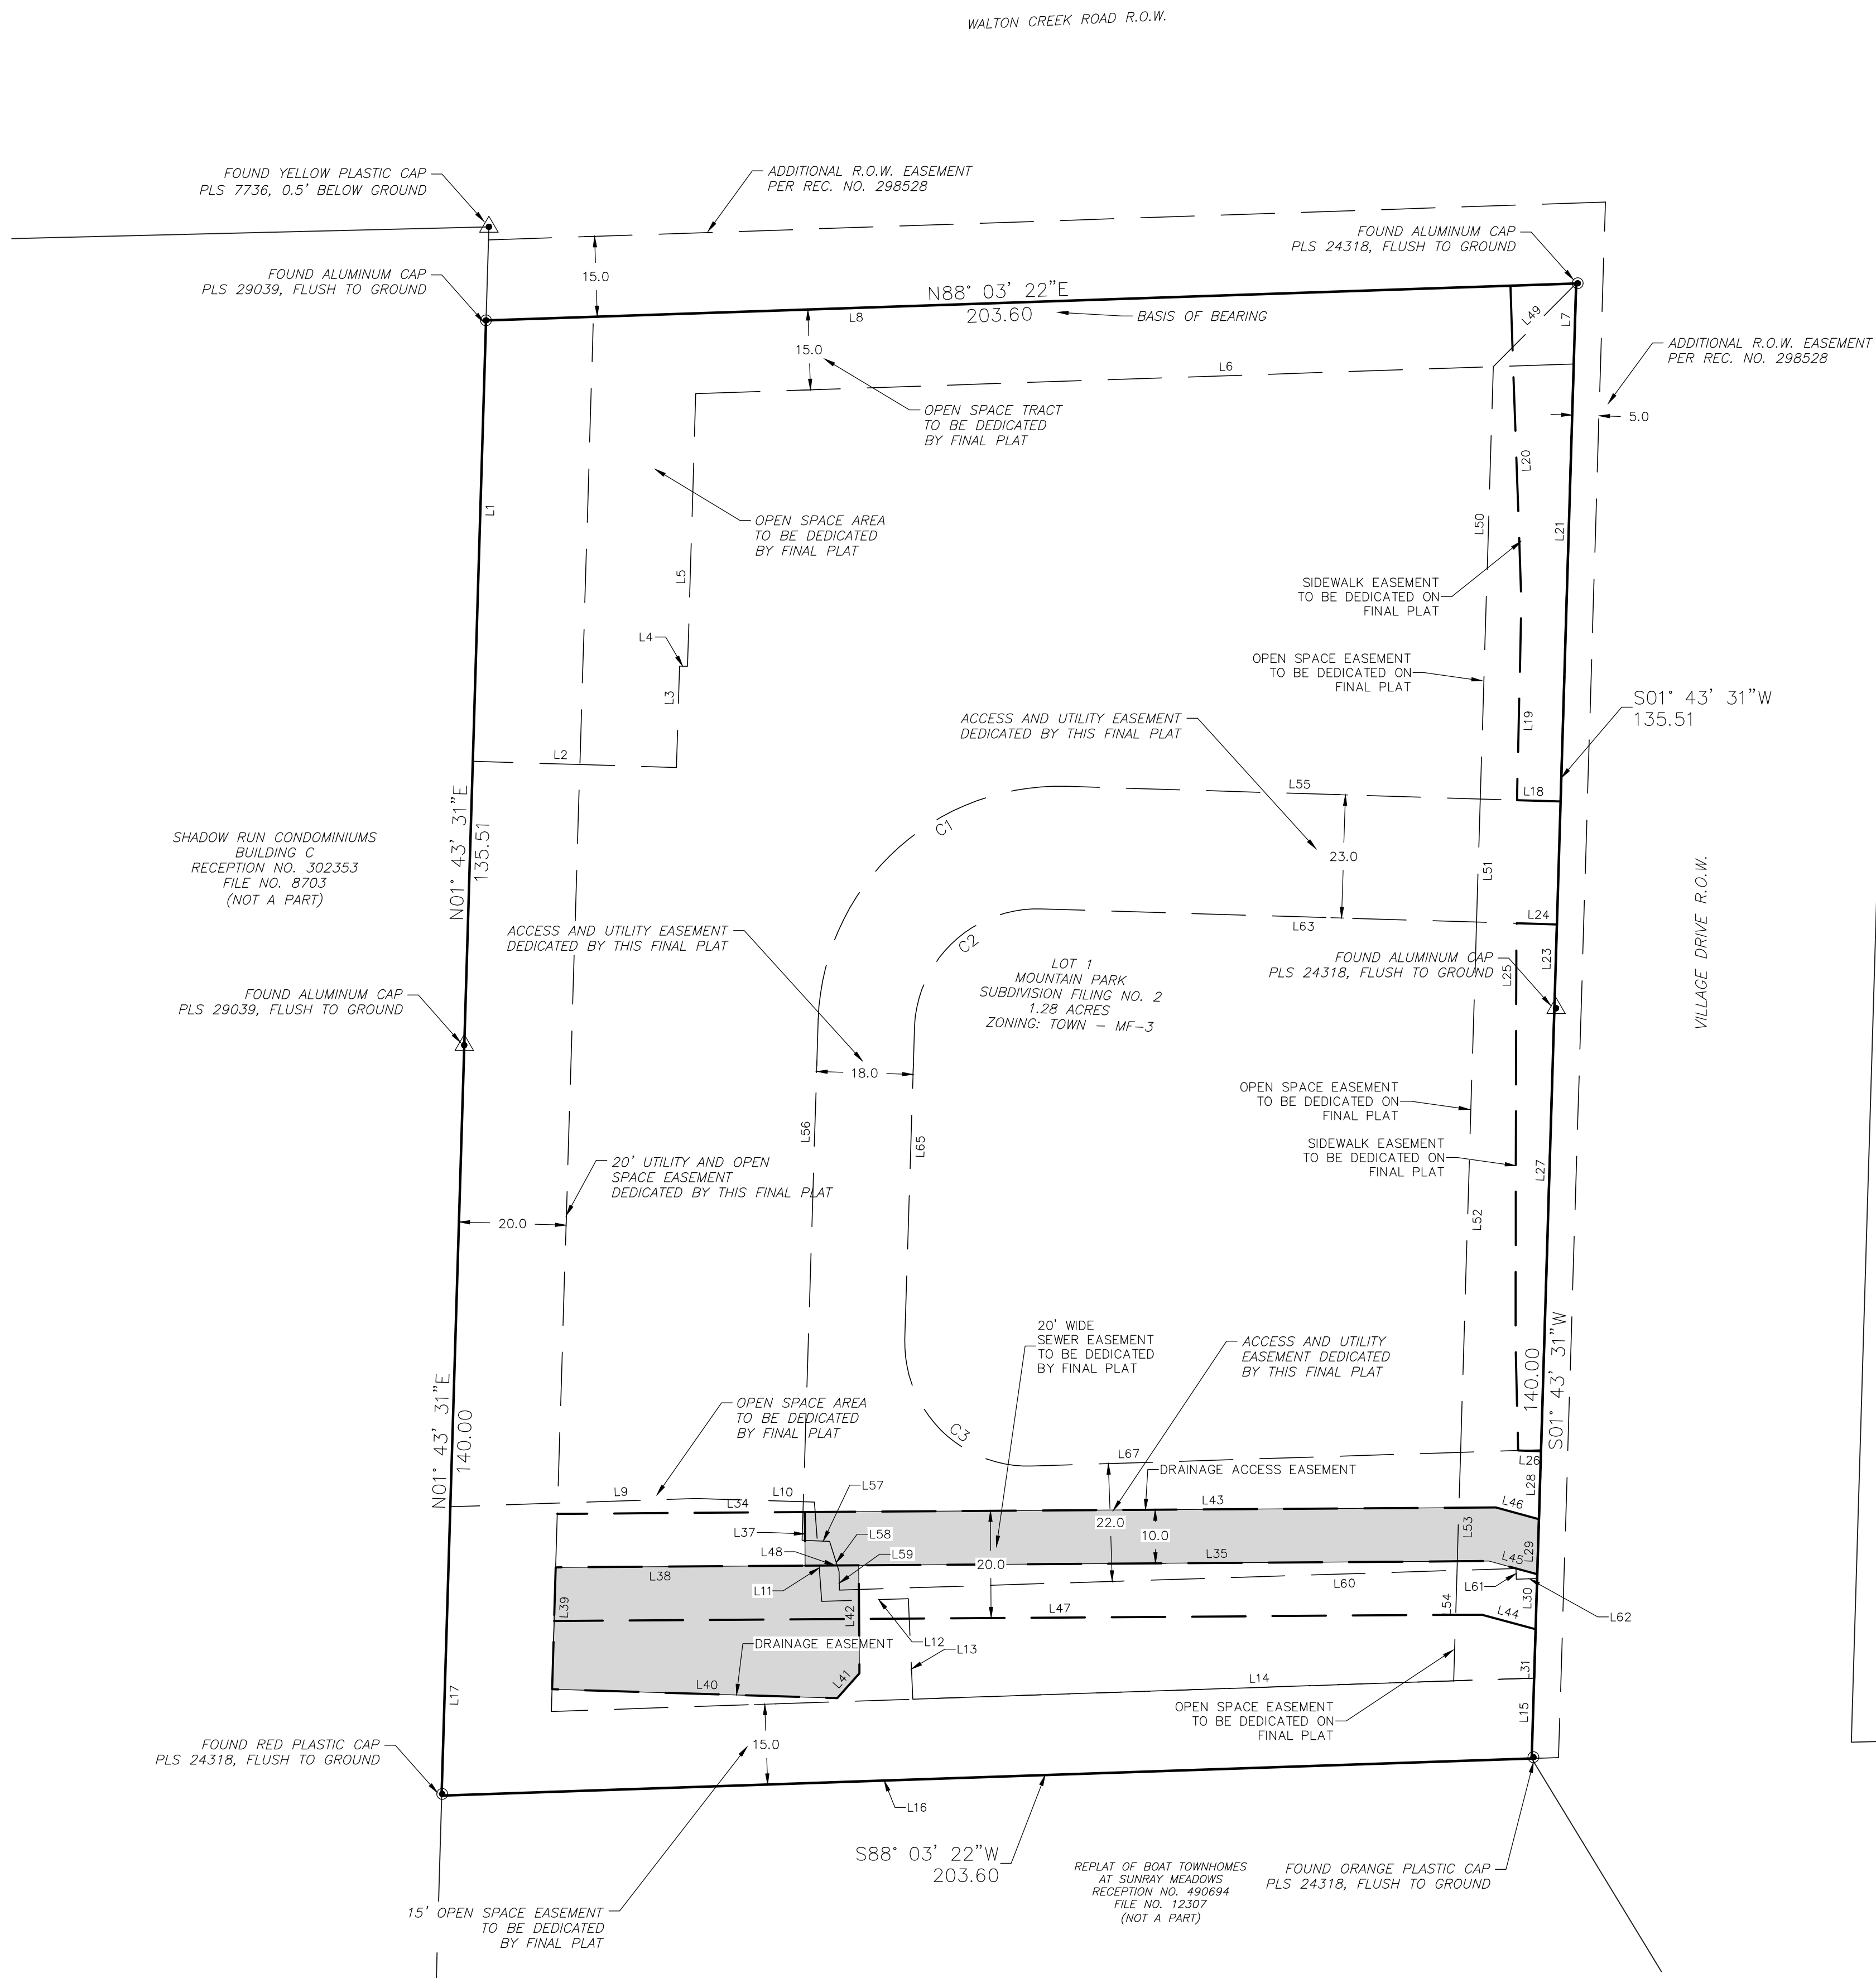 WALTON CREEK ROAD R.O.W.
FOUND YELLOW PLASTIC CAP
PLS 7736, 0.5' BELOW GROUND
ADDITIONAL R.O.W. EASEMENT
PER REC. NO. 298528
FOUND ALUMINUM CAP
PLS 24318, FLUSH TO GROUND
FOUND ALUMINUM CAP
PLS 29039, FLUSH TO GROUND
15.0
N88° 03' 22"E
203.60
BASIS OF BEARING
L8
L49
L7
15.0
L6
ADDITIONAL R.O.W. EASEMENT
PER REC. NO. 298528
5.0
OPEN SPACE TRACT
TO BE DEDICATED
BY FINAL PLAT
L20
L1
OPEN SPACE AREA
TO BE DEDICATED
BY FINAL PLAT
L50
L21
L5
SIDEWALK EASEMENT
TO BE DEDICATED ON
FINAL PLAT
L4
L3
OPEN SPACE EASEMENT
TO BE DEDICATED ON
FINAL PLAT
S01° 43' 31"W
135.51
ACCESS AND UTILITY EASEMENT
DEDICATED BY THIS FINAL PLAT
L19
L2
L55
L18
C1
N01° 43' 31"E
135.51
SHADOW RUN CONDOMINIUMS
BUILDING C
RECEPTION NO. 302353
FILE NO. 8703
(NOT A PART)
23.0
L51
VILLAGE DRIVE R.O.W.
ACCESS AND UTILITY EASEMENT
DEDICATED BY THIS FINAL PLAT
C2
L63
L24
L23
L25
LOT 1
MOUNTAIN PARK
SUBDIVISION FILING NO. 2
1.28 ACRES
ZONING: TOWN - MF-3
FOUND ALUMINUM CAP
PLS 24318, FLUSH TO GROUND
FOUND ALUMINUM CAP
PLS 29039, FLUSH TO GROUND
18.0
OPEN SPACE EASEMENT
TO BE DEDICATED ON
FINAL PLAT
L56
L65
SIDEWALK EASEMENT
TO BE DEDICATED ON
FINAL PLAT
L27
20' UTILITY AND OPEN
SPACE EASEMENT
DEDICATED BY THIS FINAL PLAT
20.0
L52
20' WIDE
SEWER EASEMENT
TO BE DEDICATED
BY FINAL PLAT
ACCESS AND UTILITY
EASEMENT DEDICATED
BY THIS FINAL PLAT
140.00
S01° 43' 31"W
N01° 43' 31"E
140.00
OPEN SPACE AREA
TO BE DEDICATED
BY FINAL PLAT
C3
L67
L26
DRAINAGE ACCESS EASEMENT
L57
L28
L9
L10
L34
L43
L46
22.0
10.0
L53
L37
L58
L48
L59
20.0
L35
L45
L29
L38
L11
L60
L61
L30
L62
L39
L42
L47
L54
L44
L12
L13
DRAINAGE EASEMENT
L40
L41
L14
L31
L17
OPEN SPACE EASEMENT
TO BE DEDICATED ON
FINAL PLAT
L15
FOUND RED PLASTIC CAP
PLS 24318, FLUSH TO GROUND
15.0
L16
S88° 03' 22"W
203.60
REPLAT OF BOAT TOWNHOMES
AT SUNRAY MEADOWS
RECEPTION NO. 490694
FILE NO. 12307
(NOT A PART)
FOUND ORANGE PLASTIC CAP
PLS 24318, FLUSH TO GROUND
15' OPEN SPACE EASEMENT
TO BE DEDICATED
BY FINAL PLAT